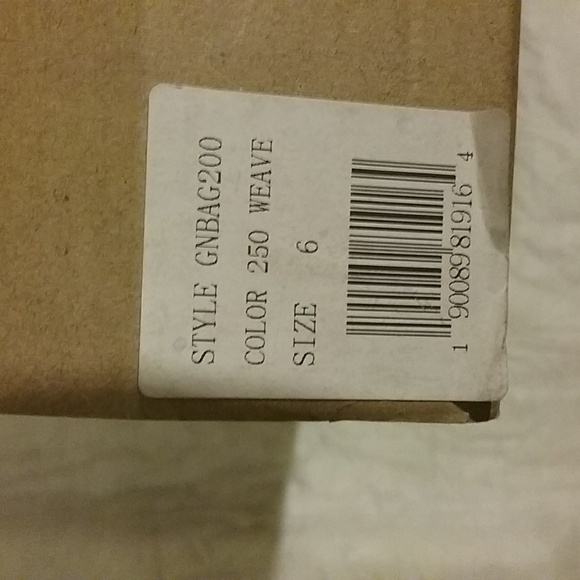 STYLE GNBAG200
COLOR 250 WEAVE
SIZE 6
1 90089 81916 4